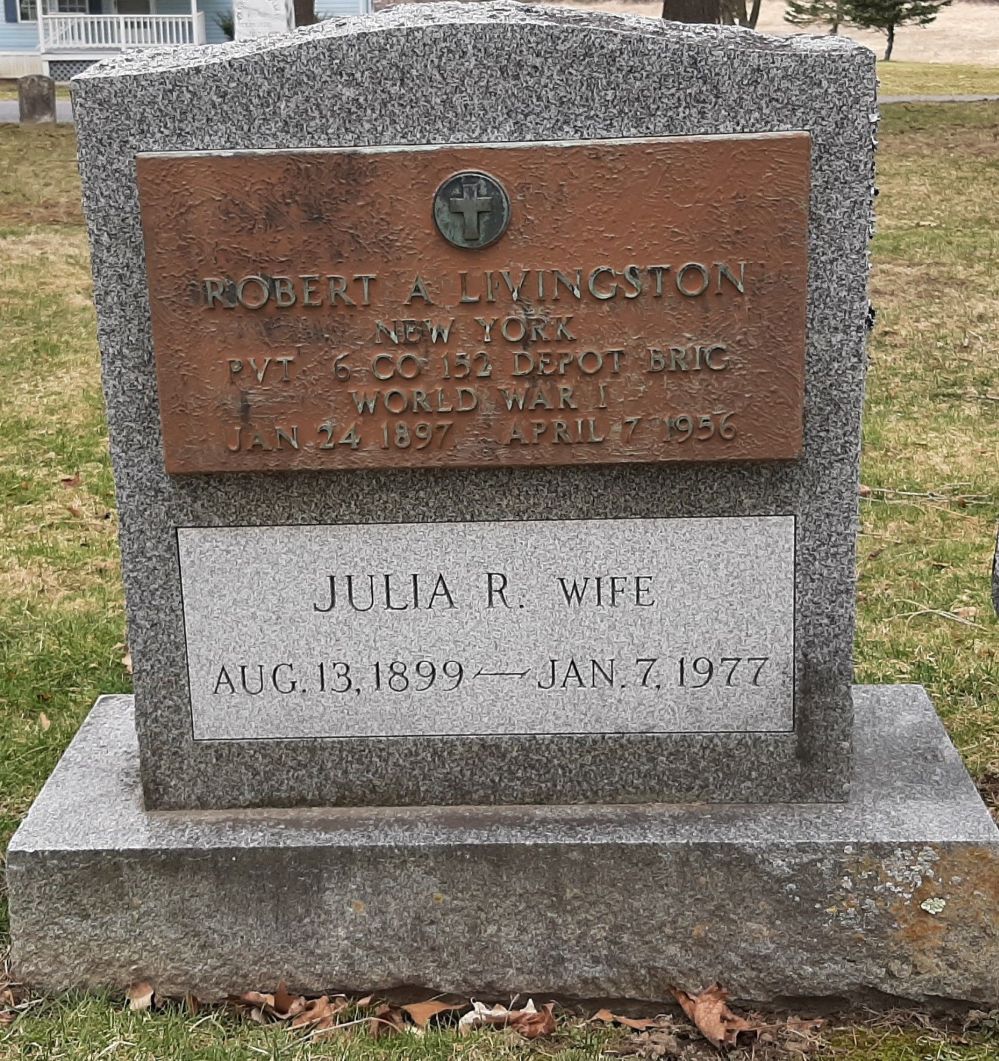 ROBERT A LIVINGSTON
NEW YORK
PVT 6 CO 152 DEPOT BRIG
WORLD WAR I
JAN 24 1897 APRIL 7 1956
JULIA R. WIFE
AUG. 13, 1899 — JAN. 7, 1977